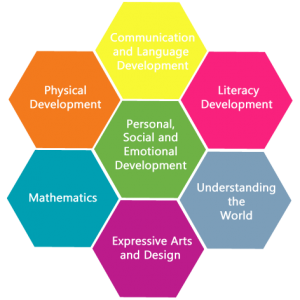 Communication
and Language
Development
Physical
Development
Literacy
Development
Personal,
Social and
Emotional
Development
Mathematics
Understanding
the
World
Expressive Arts
and Design